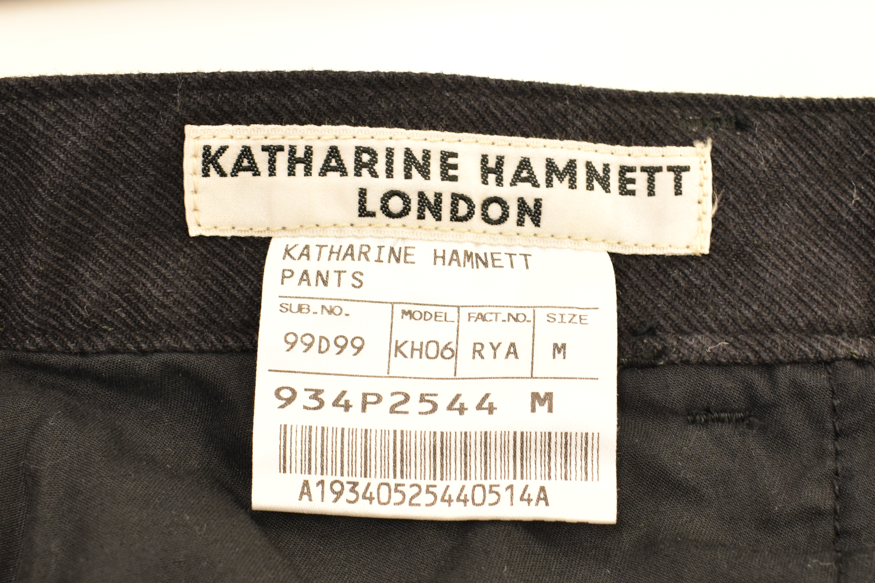 KATHARINE HAMNETT
LONDON
KATHARINE HAMNETT
PANTS
SUB.NO. MODEL FACT.NO. SIZE
99D99 KH06 RYA M
934P2544 M
A19340525440514A